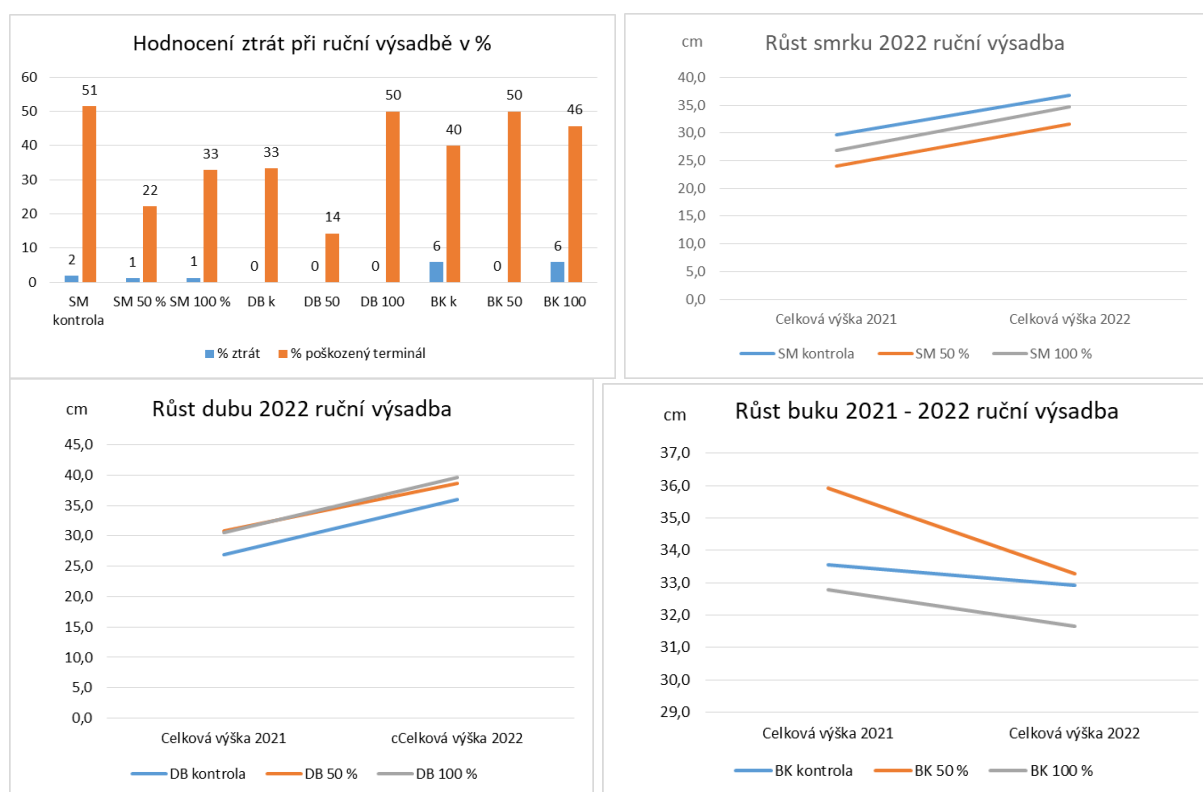 Hodnocení ztrát při ruční výsadbě v %
60
50
40
30
20
10
0
51
22
33
33
14
50
40
50
46
2
1
1
0
0
0
6
0
6
SM kontrola
SM 50 %
SM 100 %
DB k
DB 50
DB 100
BK k
BK 50
BK 100
% ztrát
% poškozený terminál
cm
Růst smrku 2022 ruční výsadba
40,0
35,0
30,0
25,0
20,0
15,0
10,0
5,0
0,0
Celková výška 2021
Celková výška 2022
SM kontrola
SM 50 %
SM 100 %
cm
Růst dubu 2022 ruční výsadba
45,0
40,0
35,0
30,0
25,0
20,0
15,0
10,0
5,0
0,0
Celková výška 2021
cCelková výška 2022
DB kontrola
DB 50 %
DB 100 %
cm
Růst buku 2021 - 2022 ruční výsadba
37,0
36,0
35,0
34,0
33,0
32,0
31,0
30,0
29,0
Celková výška 2021
Celková výška 2022
BK kontrola
BK 50 %
BK 100 %